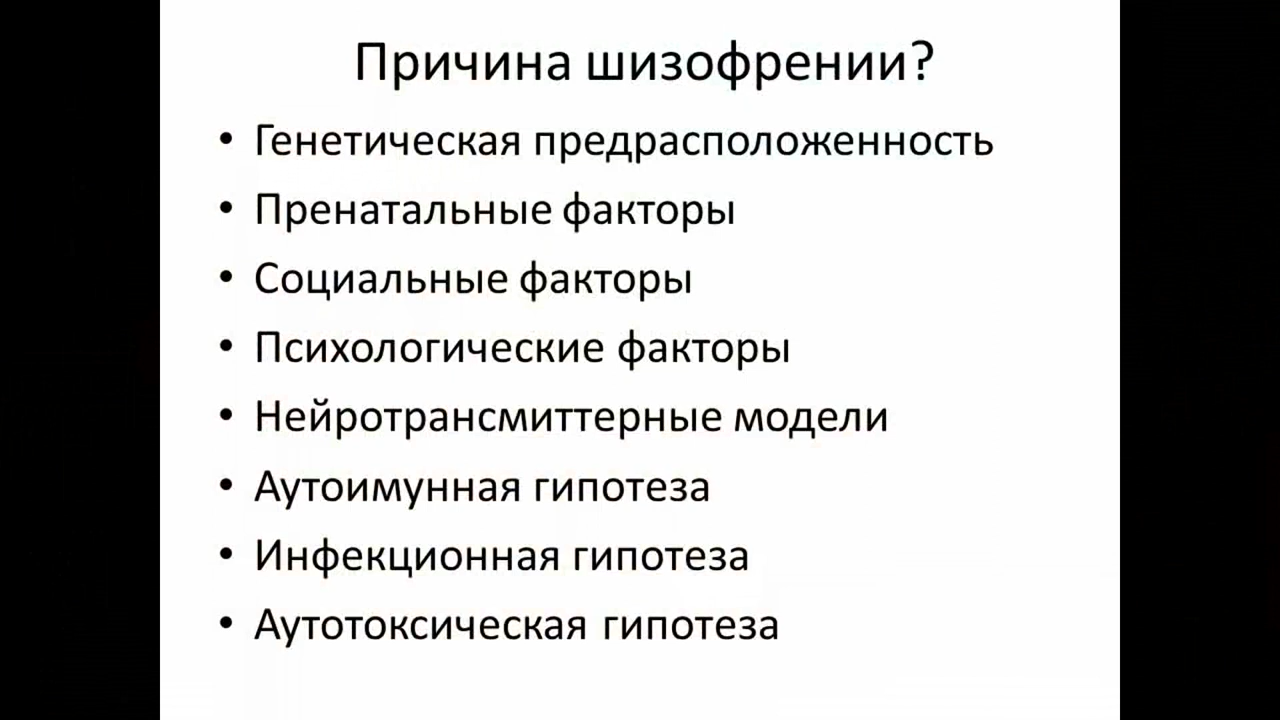 Причина шизофрении?
• Генетическая предрасположенность
• Пренатальные факторы
• Социальные факторы
• Психологические факторы
• Нейротрансмиттерные модели
• Аутоимунная гипотеза
• Инфекционная гипотеза
• Аутотоксическая гипотеза